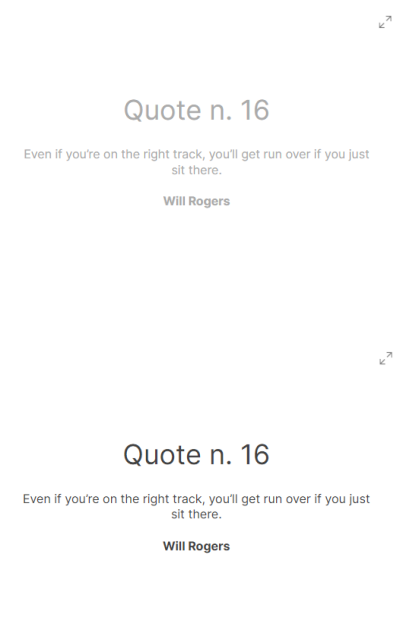 Quote n. 16
Even if you're on the right track, you'll get run over if you just
sit there.
Will Rogers
Quote n. 16
Even if you're on the right track, you'll get run over if you just
sit there.
Will Rogers